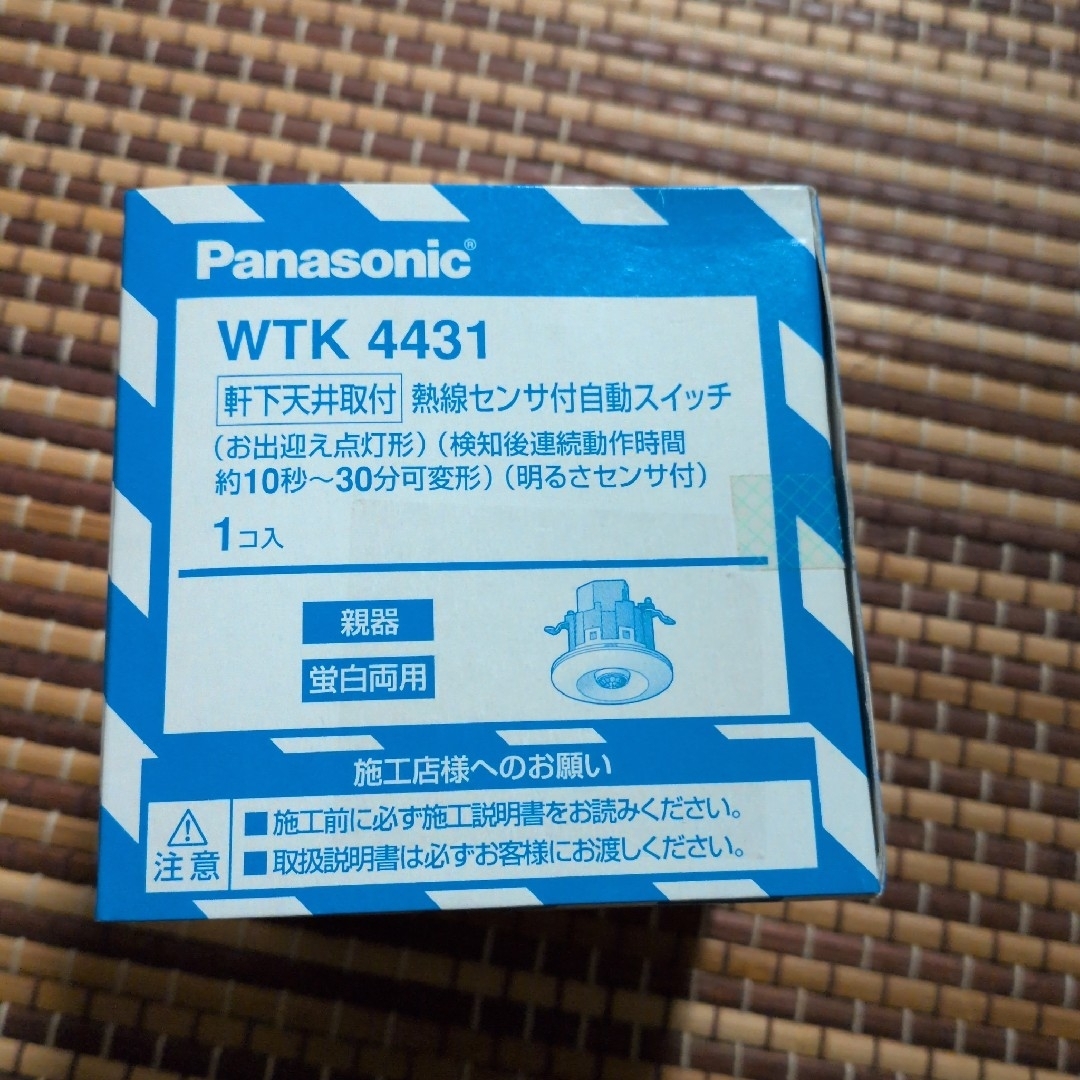 Panasonic®
WTK 4431
軒下天井取付 熱線センサ付自動スイッチ
(お出迎え点灯形)(検知後連続動作時間
約10秒〜30分可変形)(明るさセンサ付)
1コ入
親器
蛍白両用
施工店様へのお願い
注意
■施工前に必ず施工説明書をお読みください。
■取扱説明書は必ずお客様にお渡しください。